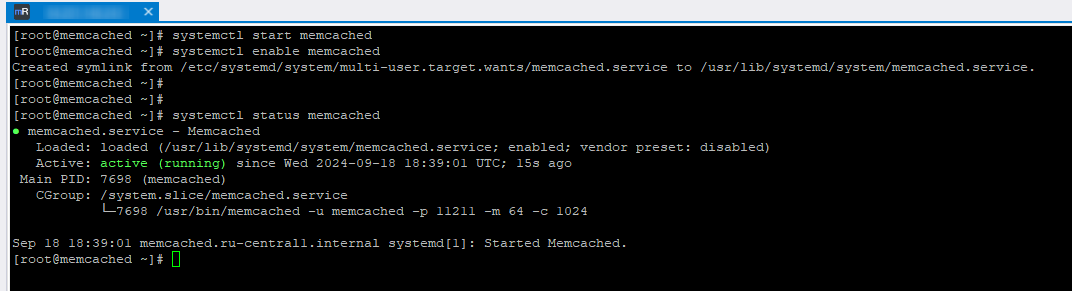 mR
[root@memcached ~]# systemctl start memcached
[root@memcached ~]# systemctl enable memcached
Created symlink from /etc/systemd/system/multi-user.target.wants/memcached.service to /usr/lib/systemd/system/memcached.service.
[root@memcached ~]#
[root@memcached ~]#
[root@memcached ~]# systemctl status memcached
● memcached.service - Memcached
   Loaded: loaded (/usr/lib/systemd/system/memcached.service; enabled; vendor preset: disabled)
   Active: active (running) since Wed 2024-09-18 18:39:01 UTC; 15s ago
 Main PID: 7698 (memcached)
   CGroup: /system.slice/memcached.service
           └─7698 /usr/bin/memcached -u memcached -p 11211 -m 64 -c 1024

Sep 18 18:39:01 memcached.ru-central1.internal systemd[1]: Started Memcached.
[root@memcached ~]#